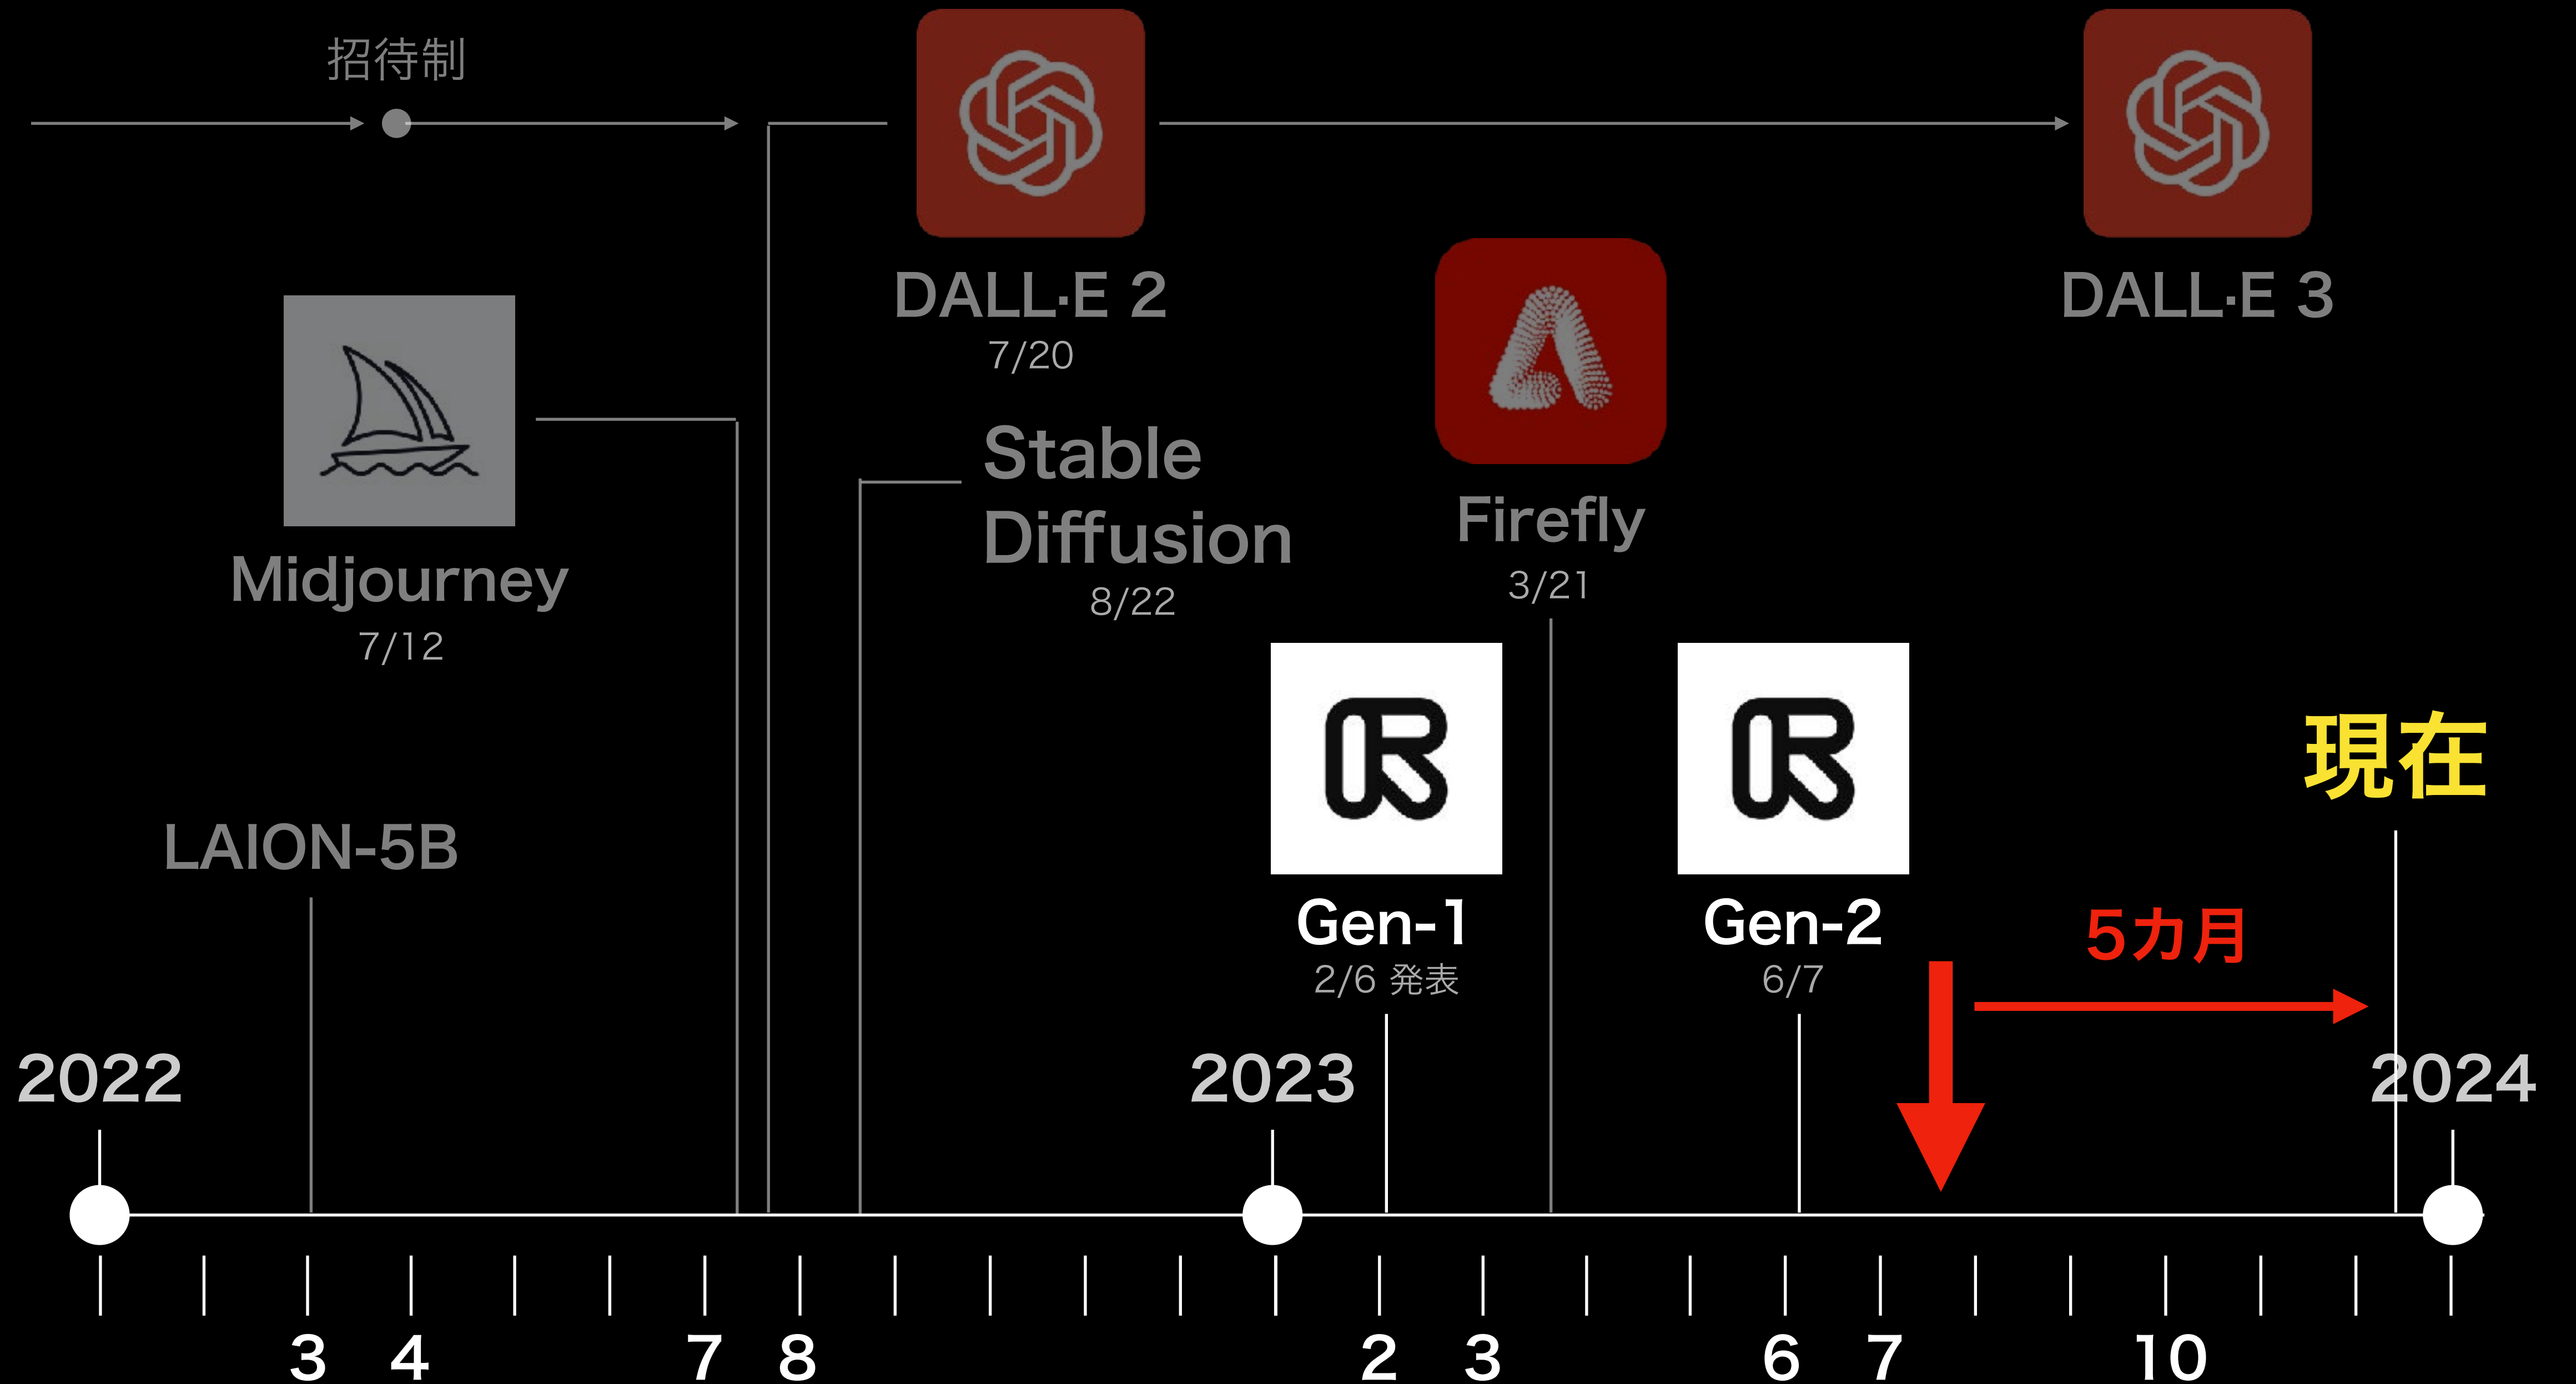 招待制
DALL·E 2
7/20
DALL·E 3
Midjourney
7/12
Stable
Diffusion
8/22
Firefly
3/21
LAION-5B
Gen-1
2/6 発表
Gen-2
6/7
現在
5カ月
2022
2023
2024
3 4 7 8 2 3 6 7 10